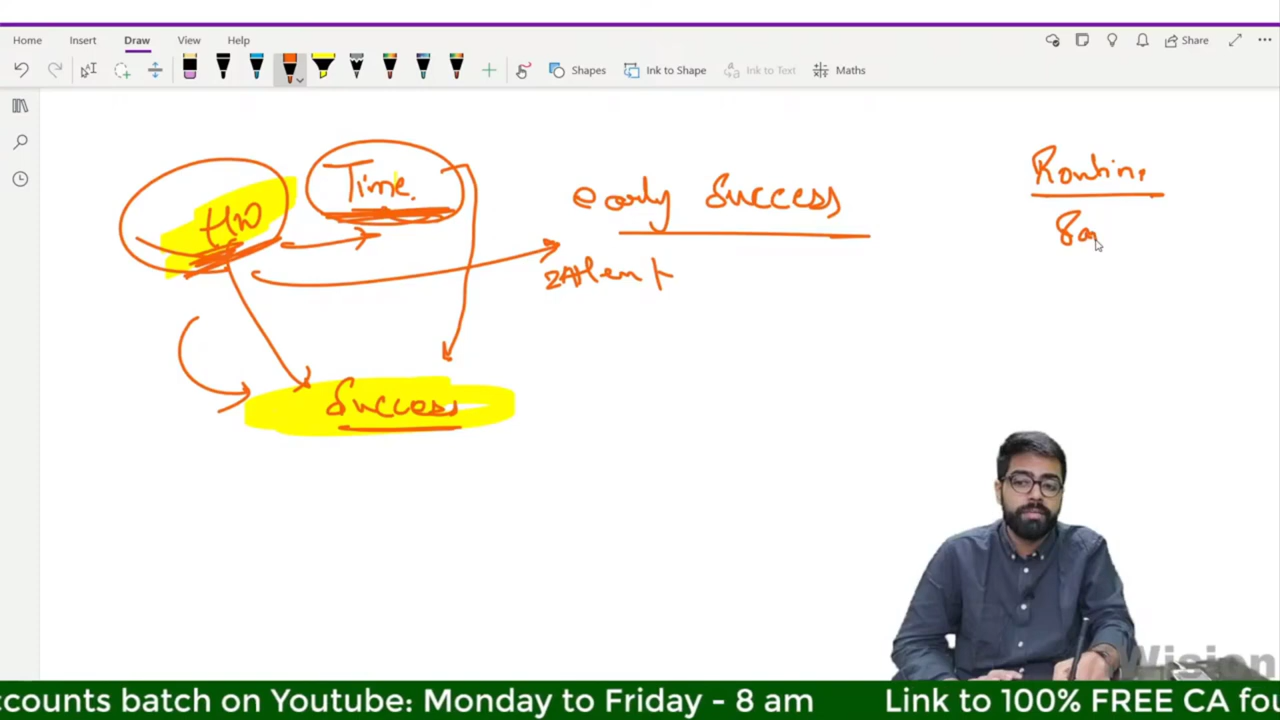 Home Insert Draw View Help
Share
Shapes Ink to Shape Ink to Text Maths
Time.
HW
early Success
Routine
8am
Success
Wision
ccounts batch on Youtube: Monday to Friday - 8 am Link to 100% FREE CA fou